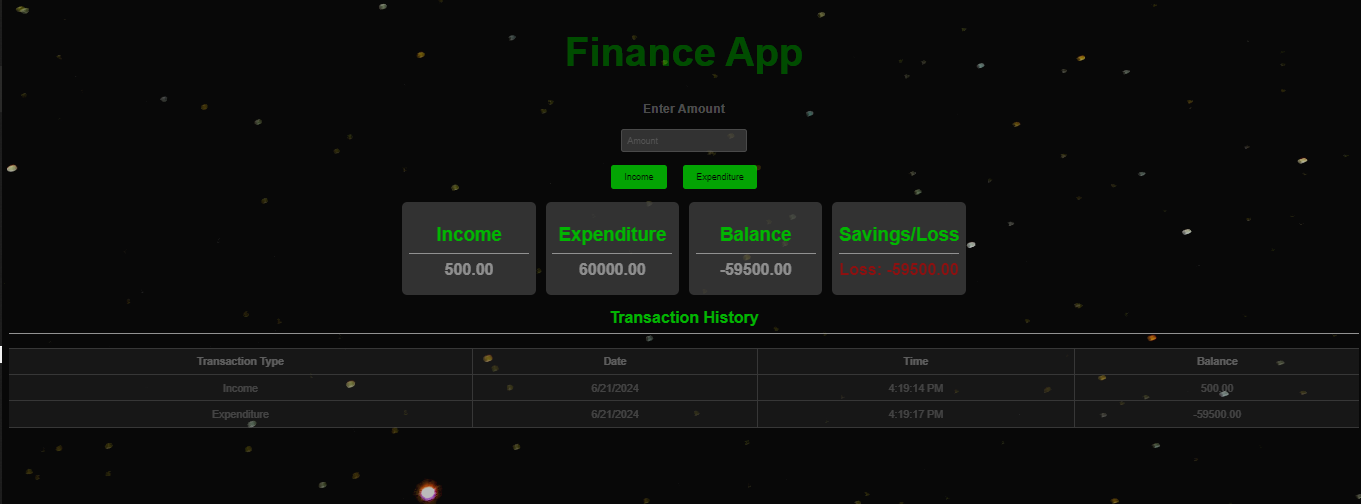 Finance App
Enter Amount
Amount
Income Expenditure
Income Expenditure Balance Savings/Loss
500.00 60000.00 -59500.00 Loss: -59500.00
Transaction History
Transaction Type Date Time Balance
Income 6/21/2024 4:19:14 PM 500.00
Expenditure 6/21/2024 4:19:17 PM -59500.00